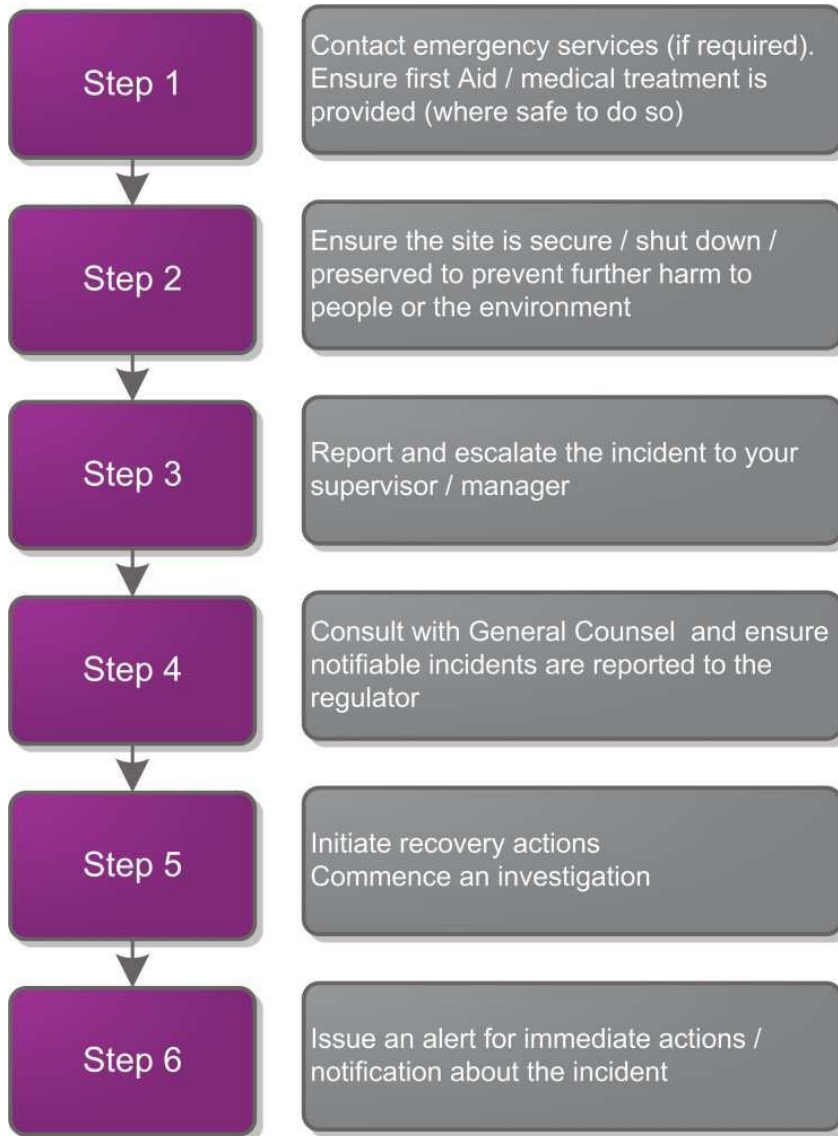 Step 1
Contact emergency services (if required).
Ensure first Aid / medical treatment is
provided (where safe to do so)
Step 2
Ensure the site is secure / shut down /
preserved to prevent further harm to
people or the environment
Step 3
Report and escalate the incident to your
supervisor / manager
Step 4
Consult with General Counsel and ensure
notifiable incidents are reported to the
regulator
Step 5
Initiate recovery actions
Commence an investigation
Step 6
Issue an alert for immediate actions /
notification about the incident